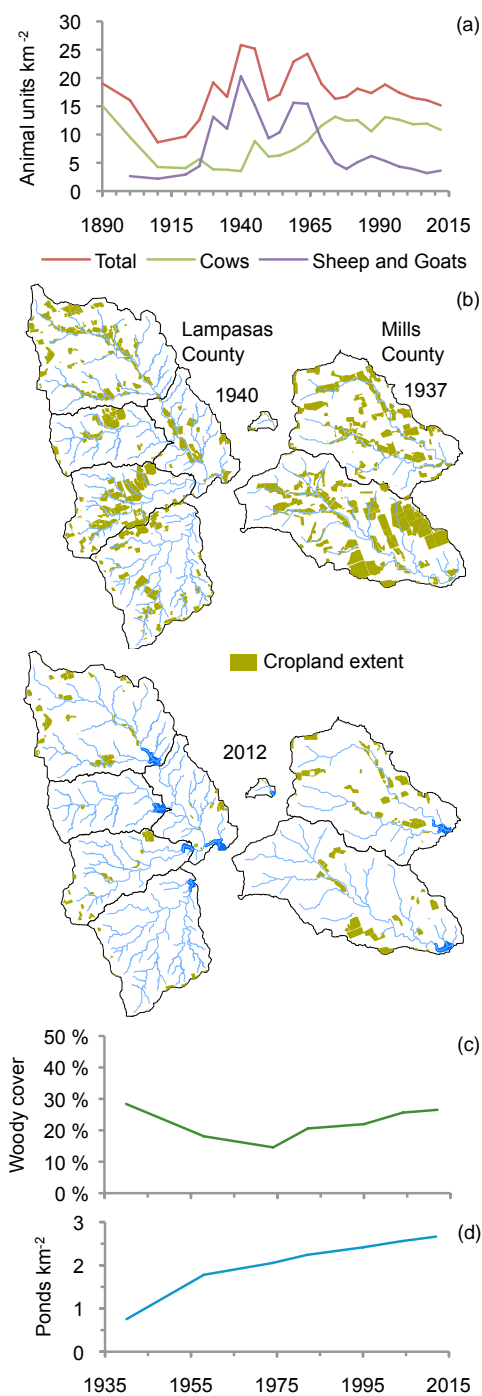 (a)
Animal units km-2
30
25
20
15
10
5
0
1890 1915 1940 1965 1990 2015
Total Cows Sheep and Goats
(b)
Lampasas
County
1940
Mills
County
1937
Cropland extent
2012
(c)
Woody cover
50 %
40 %
30 %
20 %
10 %
0 %
(d)
Ponds km-2
3
2
1
0
1935 1955 1975 1995 2015